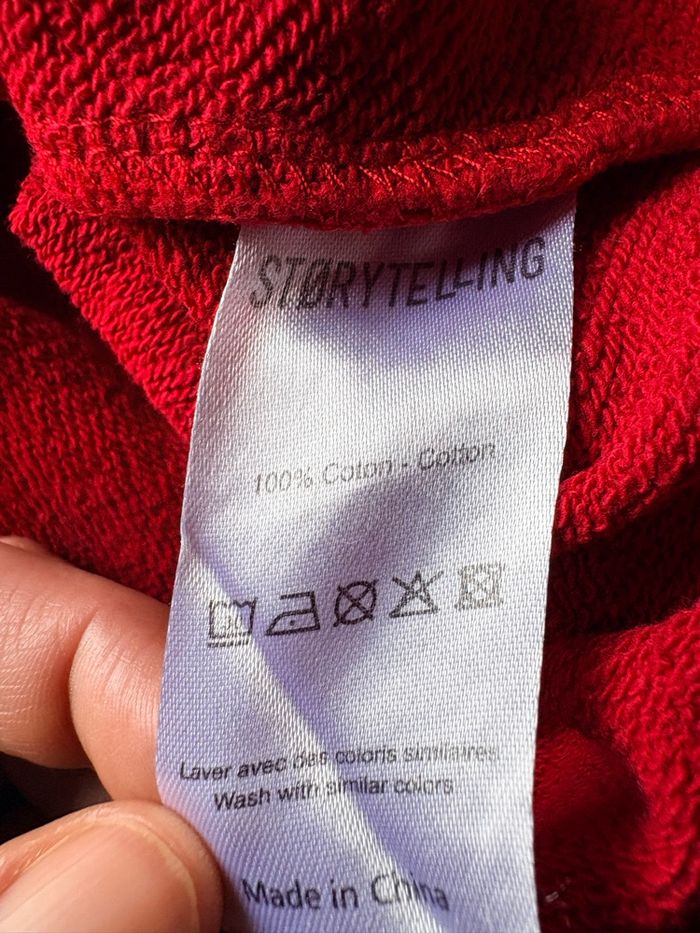 STØRYTELLING
100% Coton - Cotton
Laver avec des coloris similaires
Wash with similar colors
Made in China